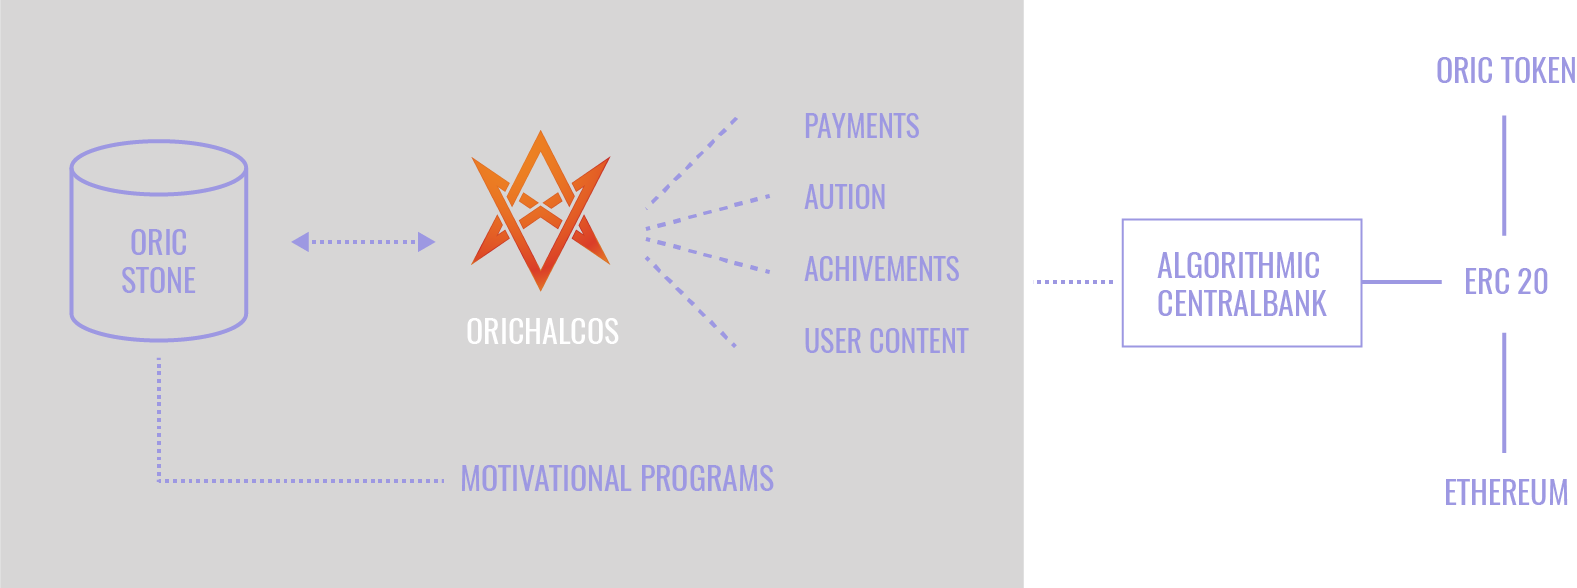 ORIC
STONE
ORICHALCOS
PAYMENTS
AUTION
ACHIVEMENTS
USER CONTENT
MOTIVATIONAL PROGRAMS
ALGORITHMIC
CENTRALBANK
ORIC TOKEN
ERC 20
ETHEREUM